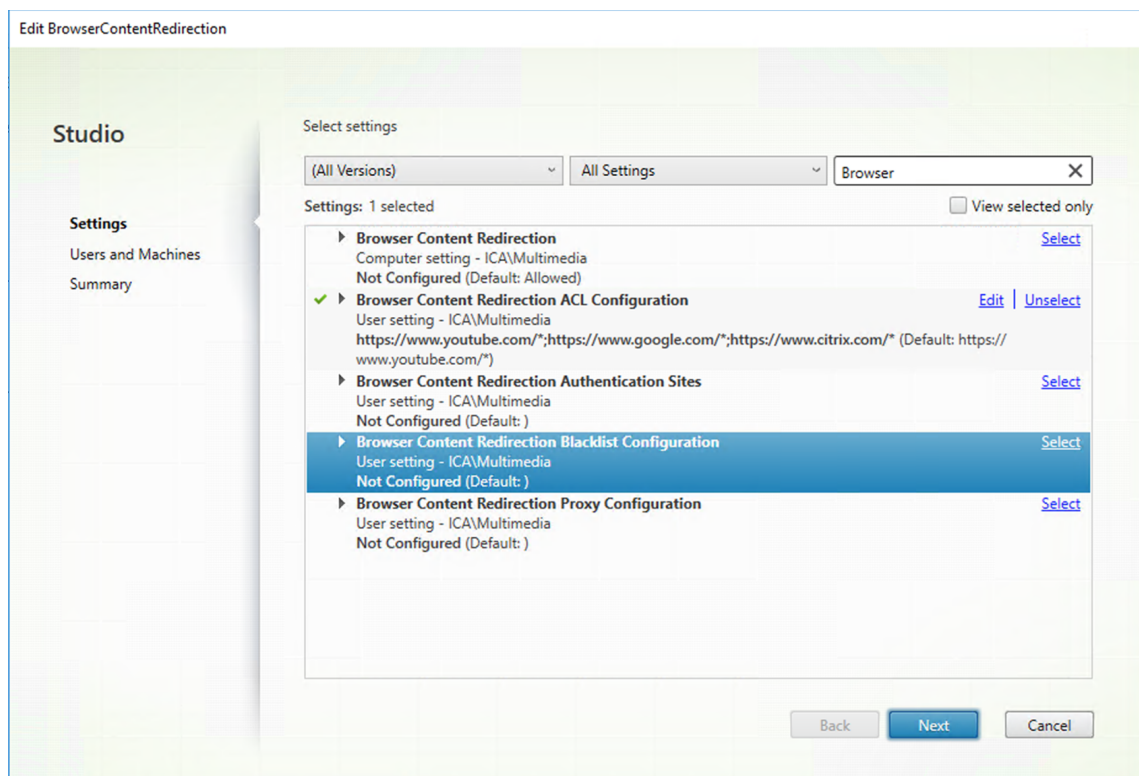 Edit BrowserContentRedirection
Studio
Settings
Users and Machines
Summary
Select settings
(All Versions)
All Settings
Browser
Settings: 1 selected
View selected only
Browser Content Redirection
Select
Computer setting - ICA\Multimedia
Not Configured (Default: Allowed)
Browser Content Redirection ACL Configuration
Edit | Unselect
User setting - ICA\Multimedia
https://www.youtube.com/*;https://www.google.com/*;https://www.citrix.com/* (Default: https://
www.youtube.com/*)
Browser Content Redirection Authentication Sites
Select
User setting - ICA\Multimedia
Not Configured (Default: )
Browser Content Redirection Blacklist Configuration
Select
User setting - ICA\Multimedia
Not Configured (Default: )
Browser Content Redirection Proxy Configuration
Select
User setting - ICA\Multimedia
Not Configured (Default: )
Back
Next
Cancel